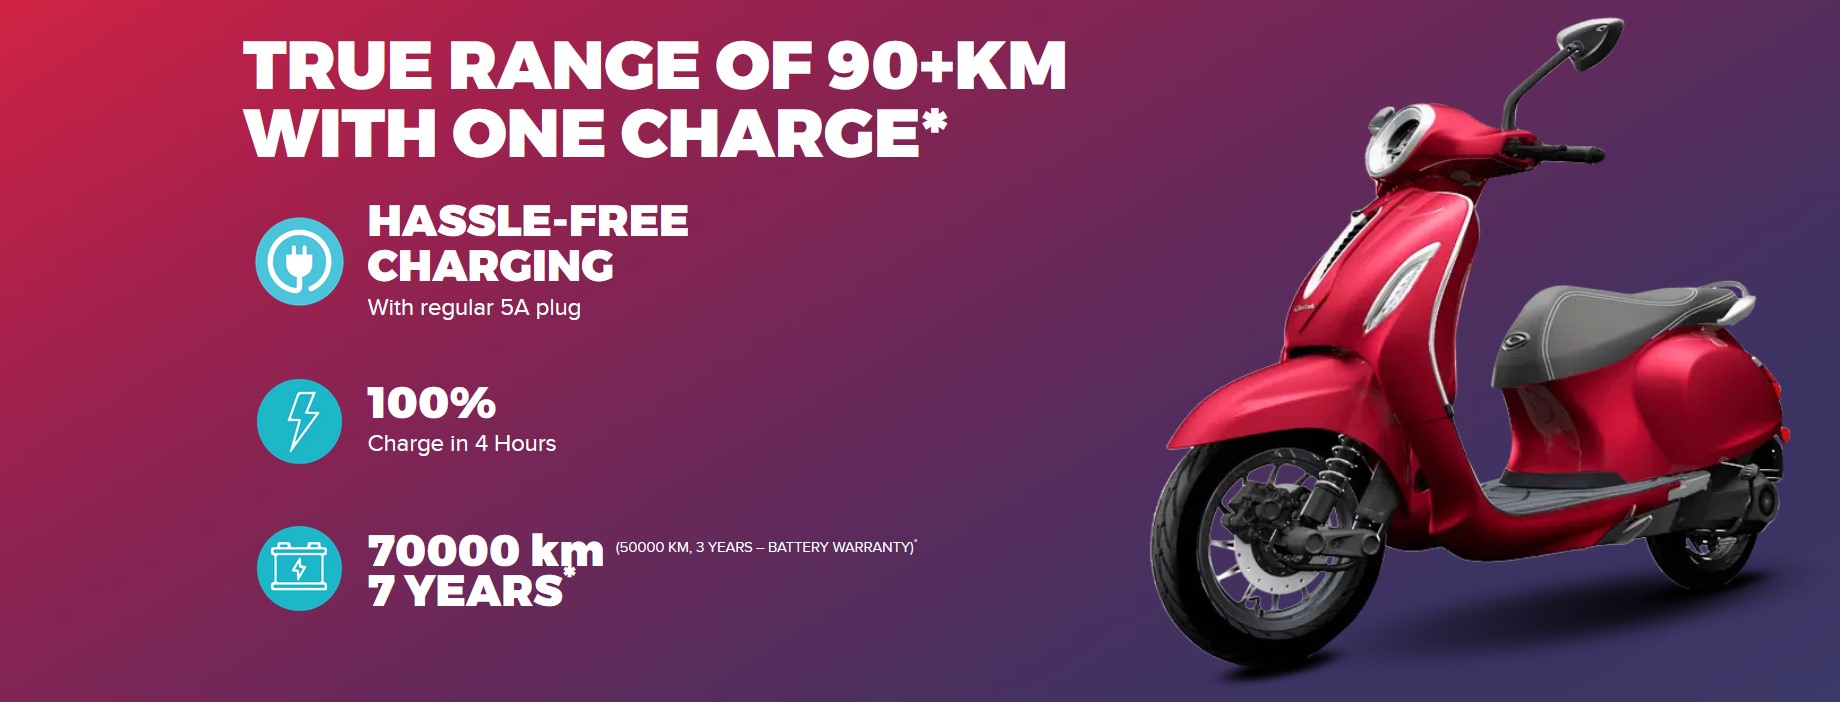 TRUE RANGE OF 90+KM
WITH ONE CHARGE*
HASSLE-FREE
CHARGING
With regular 5A plug
100%
Charge in 4 Hours
70000 km (50000 KM, 3 YEARS – BATTERY WARRANTY)*
7 YEARS*